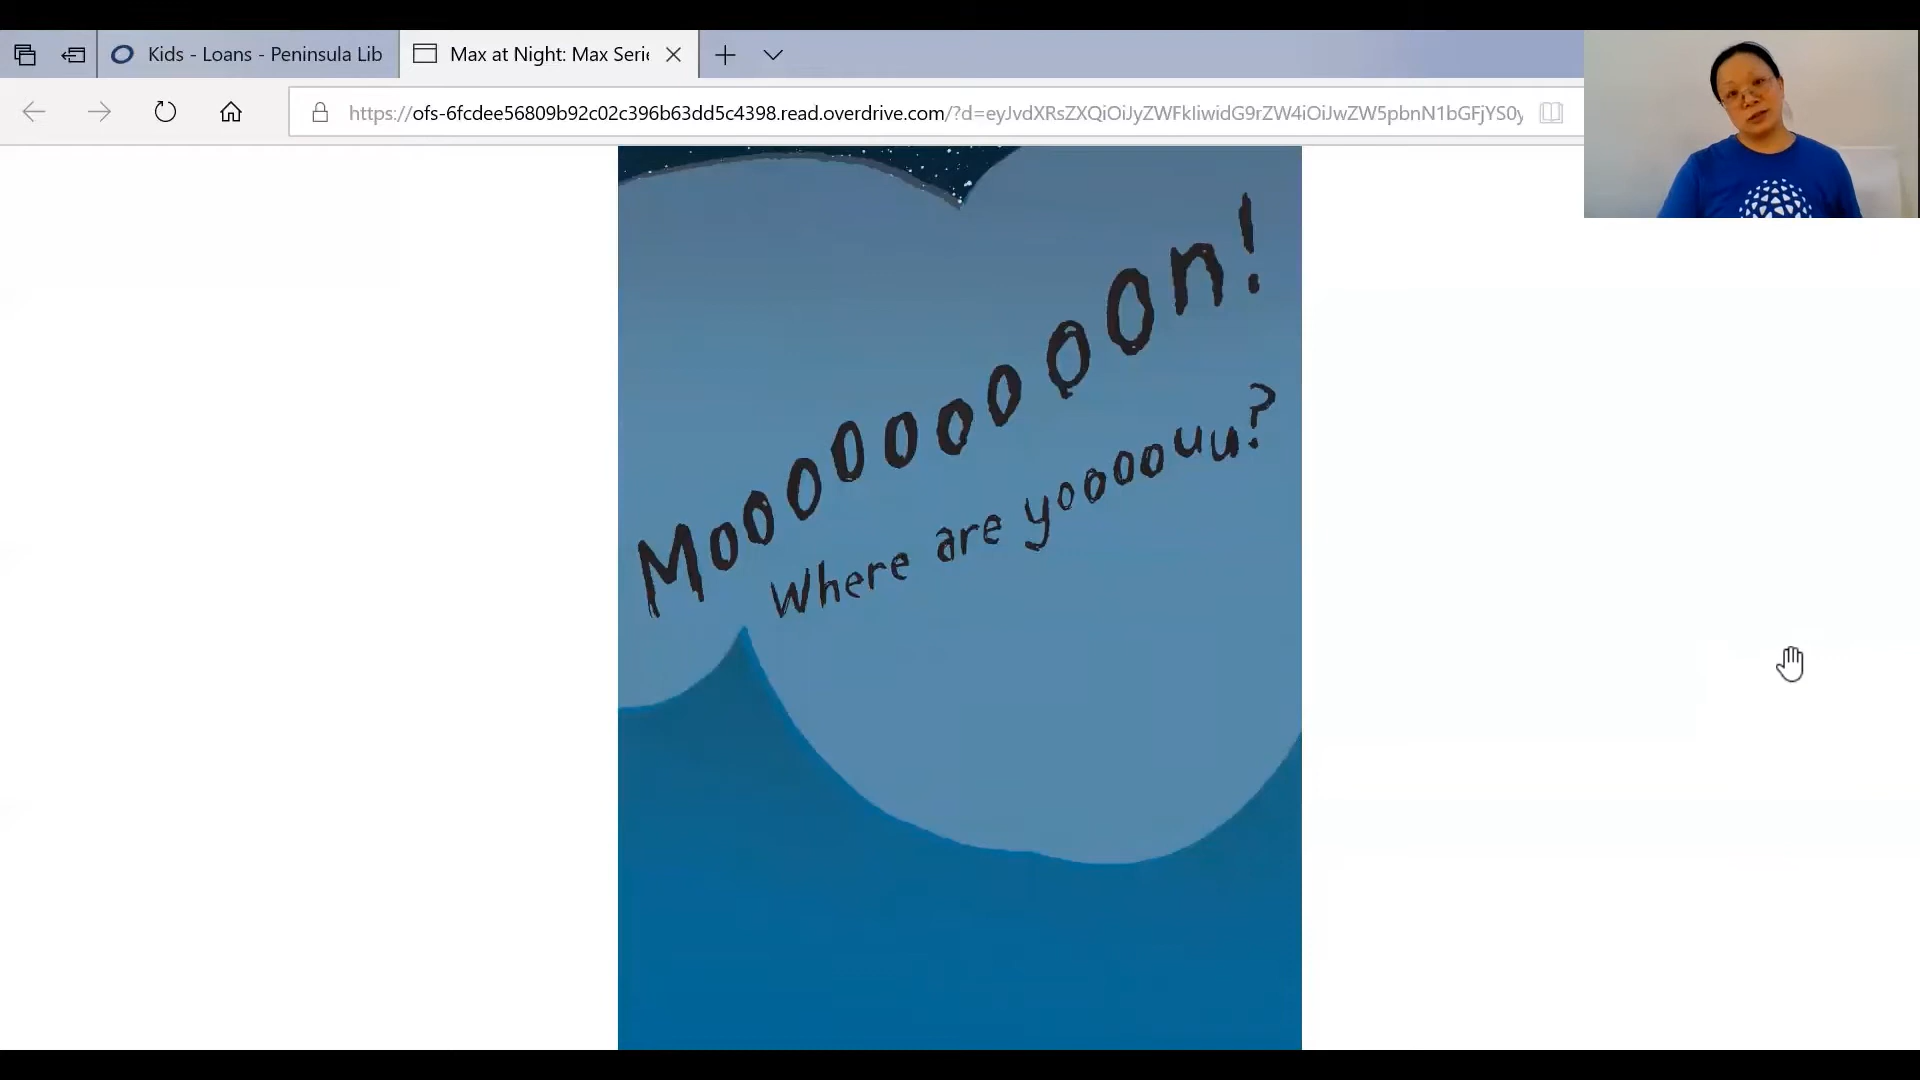 Kids - Loans - Peninsula Lib
Max at Night: Max Serie
https://ofs-6fcdee56809b92c02c396b63dd5c4398.read.overdrive.com/?d=eyJvdXRsZXQiOiJyZWFkIiwidG9rZW4iOiJwZW5pbnN1bGFjYS0y
Mooooooooon!
Where are yoooouu?